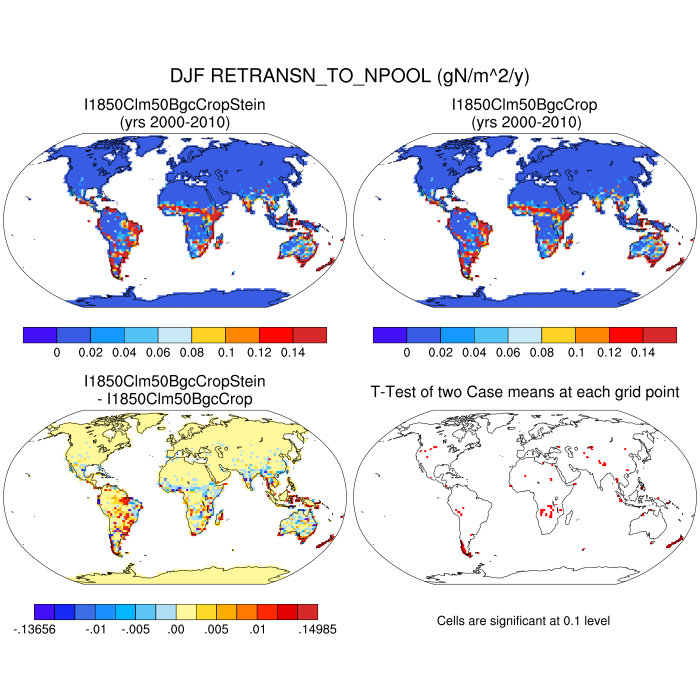 DJF RETRANSN_TO_NPOOL (gN/m^2/y)
I1850Clm50BgcCropStein
(yrs 2000-2010)
I1850Clm50BgcCrop
(yrs 2000-2010)
0 0.02 0.04 0.06 0.08 0.1 0.12 0.14
0 0.02 0.04 0.06 0.08 0.1 0.12 0.14
I1850Clm50BgcCropStein
- I1850Clm50BgcCrop
T-Test of two Case means at each grid point
-.13656 -.01 -.005 .00 .005 .01 .14985
Cells are significant at 0.1 level